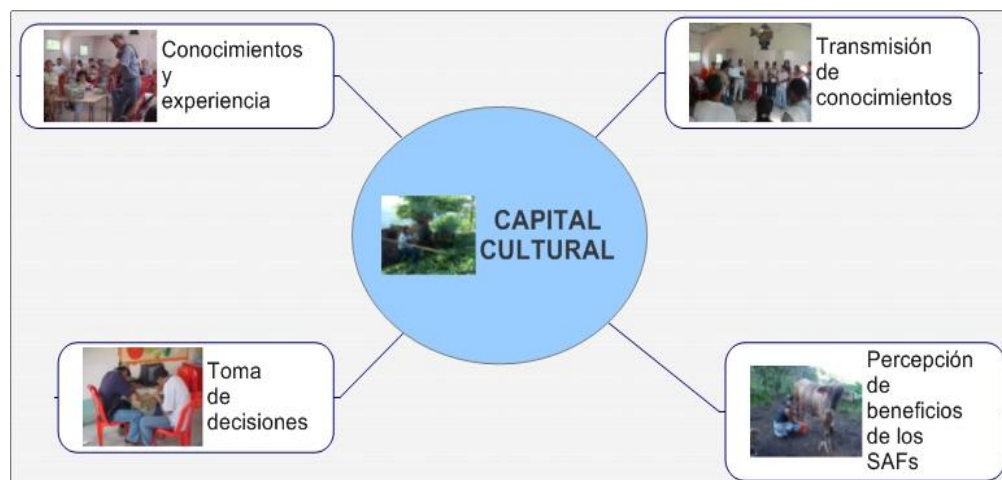 Conocimientos
y
experiencia
Transmisión
de
conocimientos
CAPITAL
CULTURAL
Toma
de
decisiones
Percepción
de
beneficios
de los
SAFs